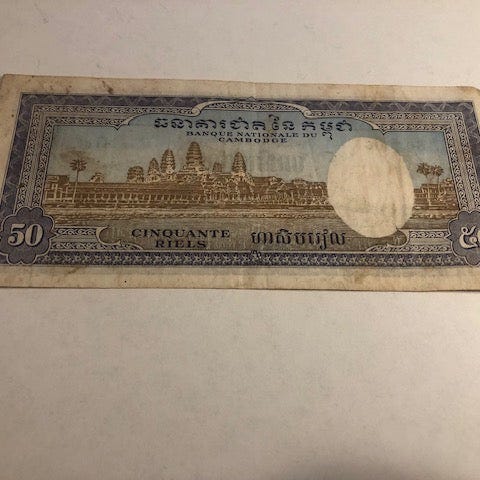 ធនាគារជាតិនៃកម្ពុជា
BANQUE NATIONALE DU
CAMBODGE
50
CINQUANTE
RIELS
ហាសិបរៀល